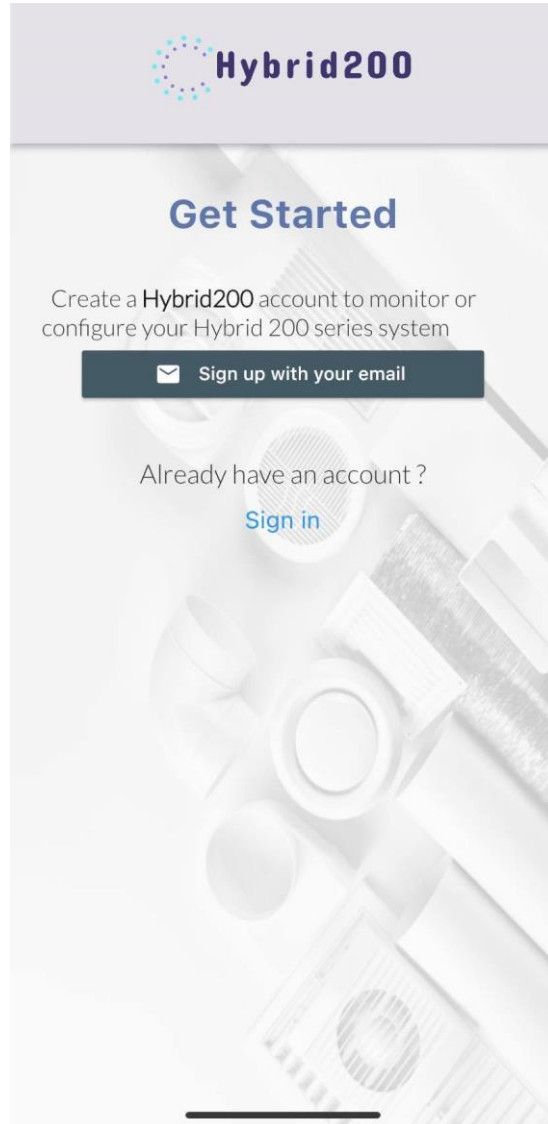 Hybrid200
Get Started
Create a Hybrid200 account to monitor or
configure your Hybrid 200 series system
Sign up with your email
Already have an account ?
Sign in